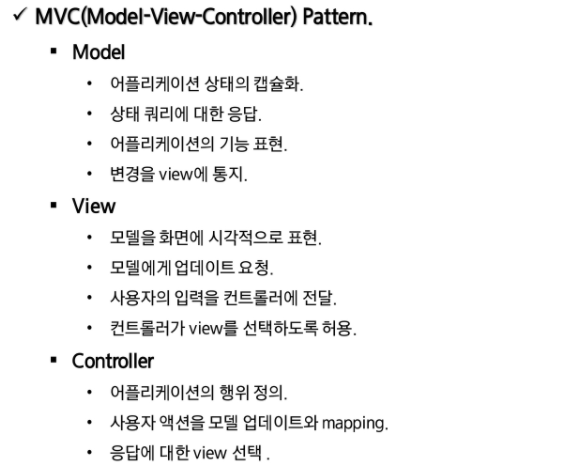 ✓ MVC(Model-View-Controller) Pattern.
▪ Model
• 어플리케이션 상태의 캡슐화.
• 상태 쿼리에 대한 응답.
• 어플리케이션의 기능 표현.
• 변경을 view에 통지.
▪ View
• 모델을 화면에 시각적으로 표현.
• 모델에게 업데이트 요청.
• 사용자의 입력을 컨트롤러에 전달.
• 컨트롤러가 view를 선택하도록 허용.
▪ Controller
• 어플리케이션의 행위 정의.
• 사용자 액션을 모델 업데이트와 mapping.
• 응답에 대한 view 선택 .